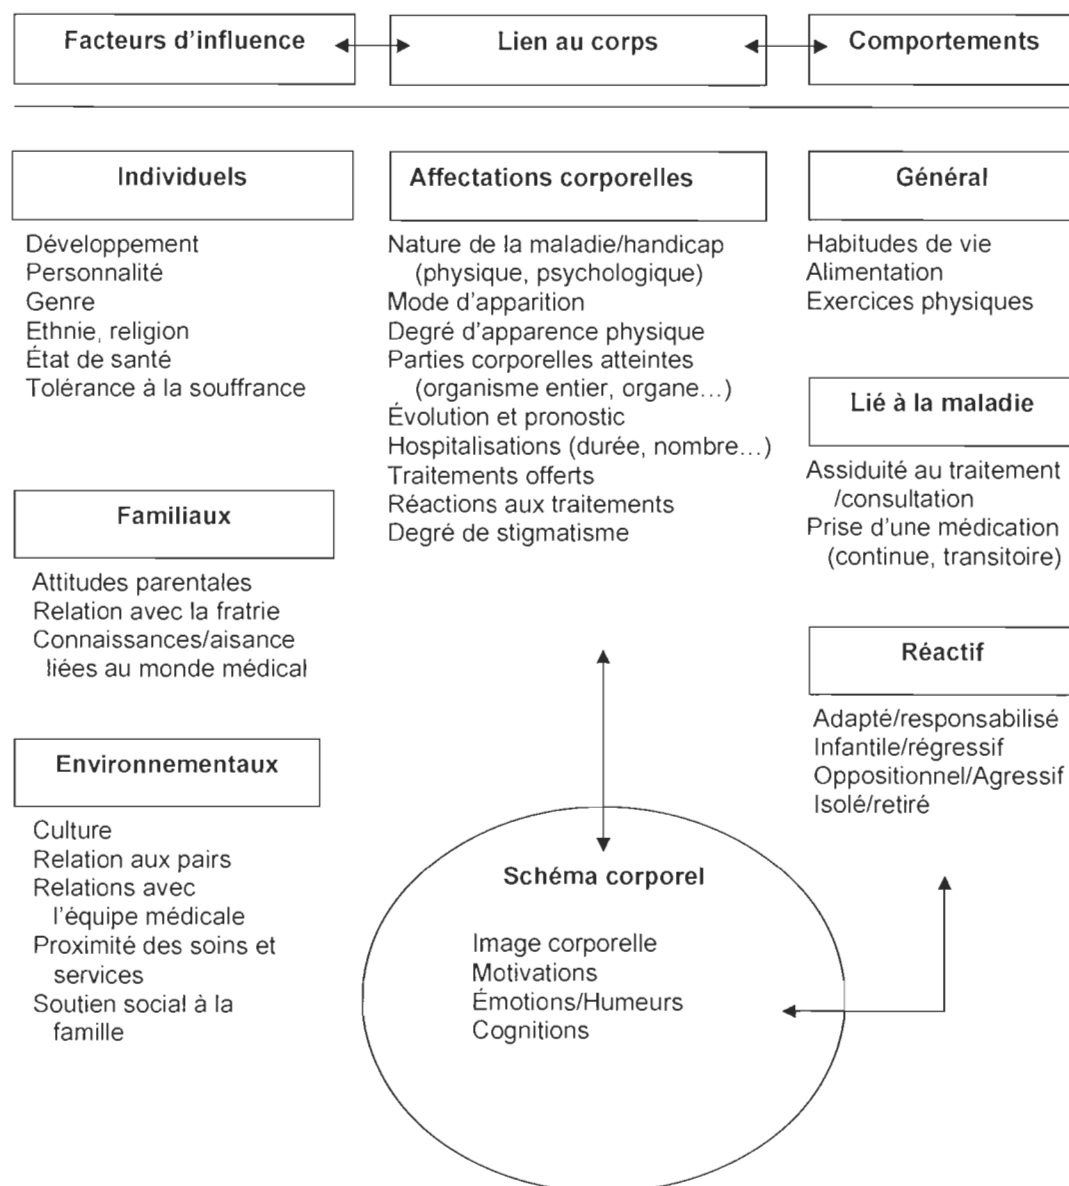 Facteurs d'influence
Lien au corps
Comportements
Individuels
Développement
Personnalité
Genre
Ethnie, religion
État de santé
Tolérance à la souffrance
Familiaux
Attitudes parentales
Relation avec la fratrie
Connaissances/aisance
liées au monde médical
Environnementaux
Culture
Relation aux pairs
Relations avec
l'équipe médicale
Proximité des soins et
services
Soutien social à la
famille
Affectations corporelles
Nature de la maladie/handicap
(physique, psychologique)
Mode d'apparition
Degré d'apparence physique
Parties corporelles atteintes
(organisme entier, organe…)
Évolution et pronostic
Hospitalisations (durée, nombre…)
Traitements offerts
Réactions aux traitements
Degré de stigmatisme
Schéma corporel
Image corporelle
Motivations
Émotions/Humeurs
Cognitions
Général
Habitudes de vie
Alimentation
Exercices physiques
Lié à la maladie
Assiduité au traitement
/consultation
Prise d'une médication
(continue, transitoire)
Réactif
Adapté/responsabilisé
Infantile/régressif
Oppositionnel/Agressif
Isolé/retiré